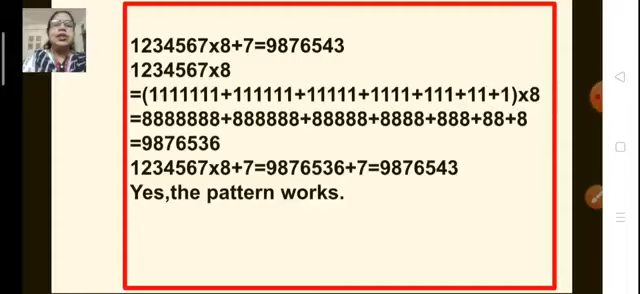 1234567x8+7=9876543
1234567x8
=(1111111+111111+11111+1111+111+11+1)x8
=8888888+888888+88888+8888+888+88+8
=9876536
1234567x8+7=9876536+7=9876543
Yes,the pattern works.